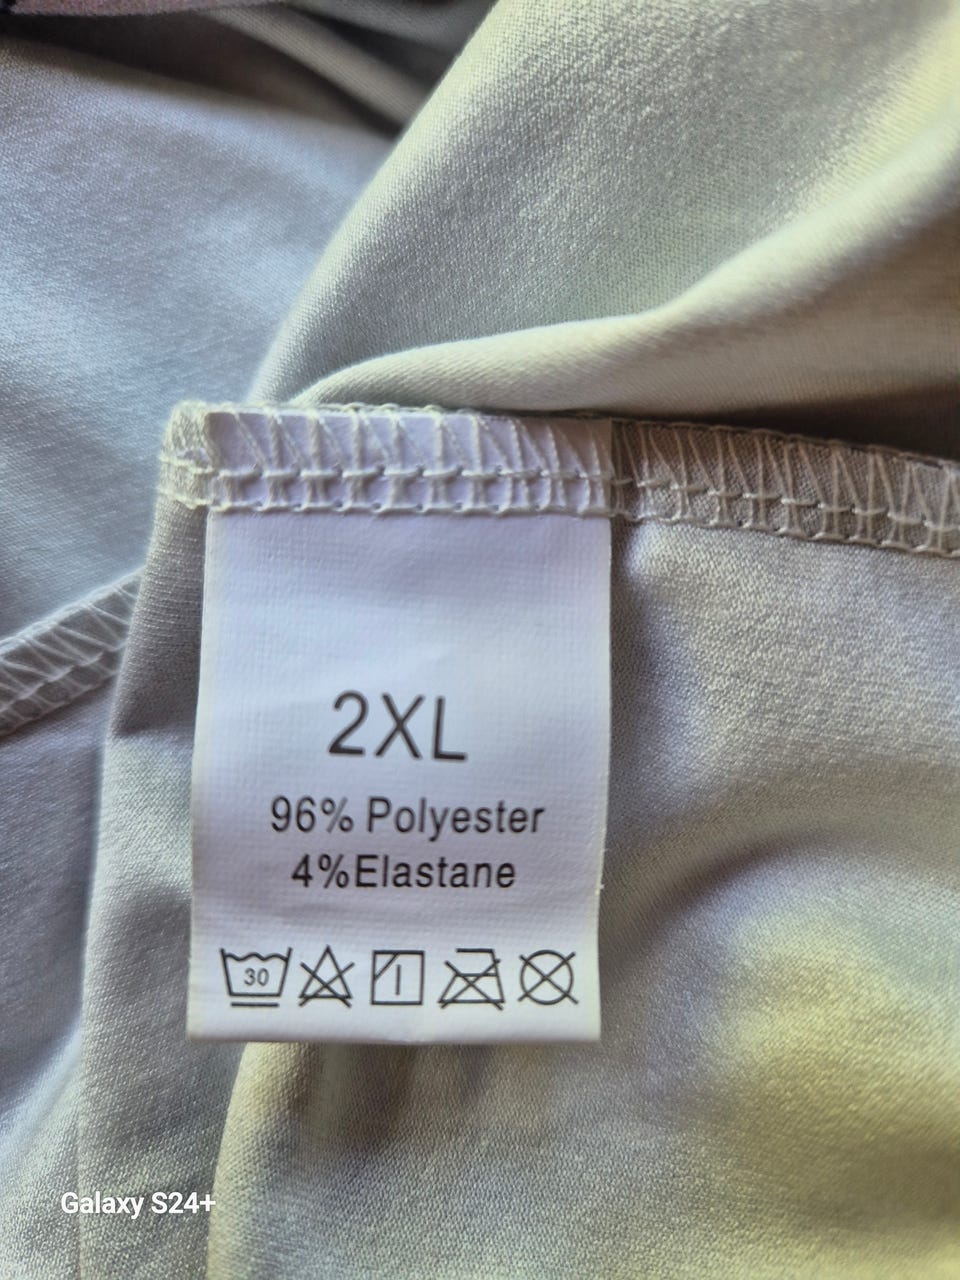 2XL
96% Polyester
4%Elastane
30
Galaxy S24+